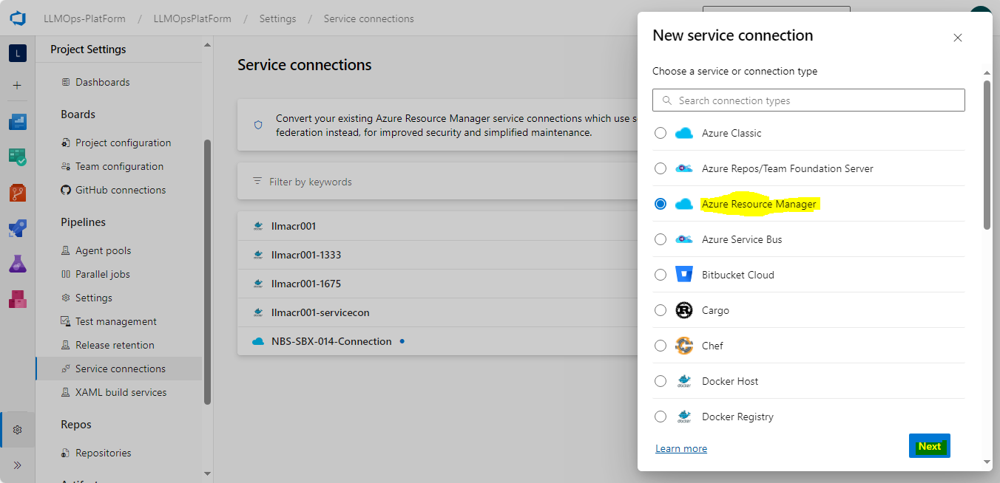 LLMOps-PlatForm / LLMOpsPlatForm / Settings / Service connections
L
Project Settings
Dashboards
Boards
Project configuration
Team configuration
GitHub connections
Pipelines
Agent pools
Parallel jobs
Settings
Test management
Release retention
Service connections
XAML build services
Repos
Repositories
Service connections
Convert your existing Azure Resource Manager service connections which use s
federation instead, for improved security and simplified maintenance.
Filter by keywords
llmacr001
llmacr001-1333
llmacr001-1675
llmacr001-servicecon
NBS-SBX-014-Connection
New service connection
Choose a service or connection type
Search connection types
Azure Classic
Azure Repos/Team Foundation Server
Azure Resource Manager
Azure Service Bus
Bitbucket Cloud
Cargo
Chef
Docker Host
Docker Registry
Learn more
Next